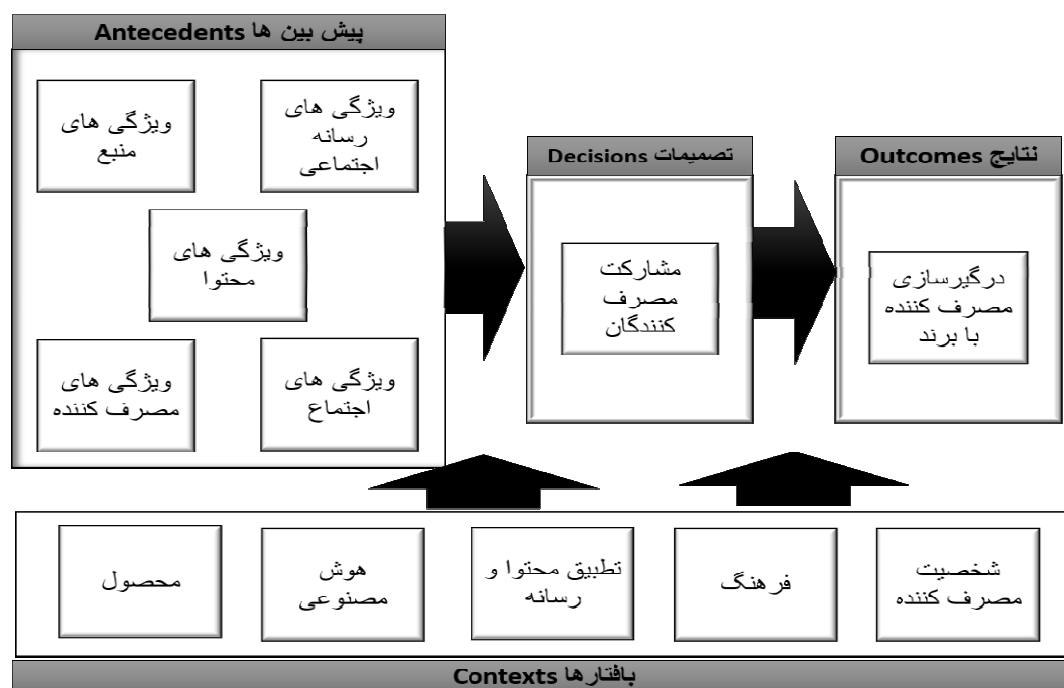 پیش بین ها Antecedents
ویژگی های
رسانه
اجتماعی
ویژگی های
منبع
ویژگی های
محتوا
ویژگی های
اجتماع
ویژگی های
مصرف کننده
تصمیمات Decisions
مشارکت
مصرف
کنندگان
نتایج Outcomes
درگیرسازی
مصرف کننده
با برند
شخصیت
مصرف کننده
فرهنگ
تطبیق محتوا و
رسانه
هوش
مصنوعی
محصول
بافتارها Contexts